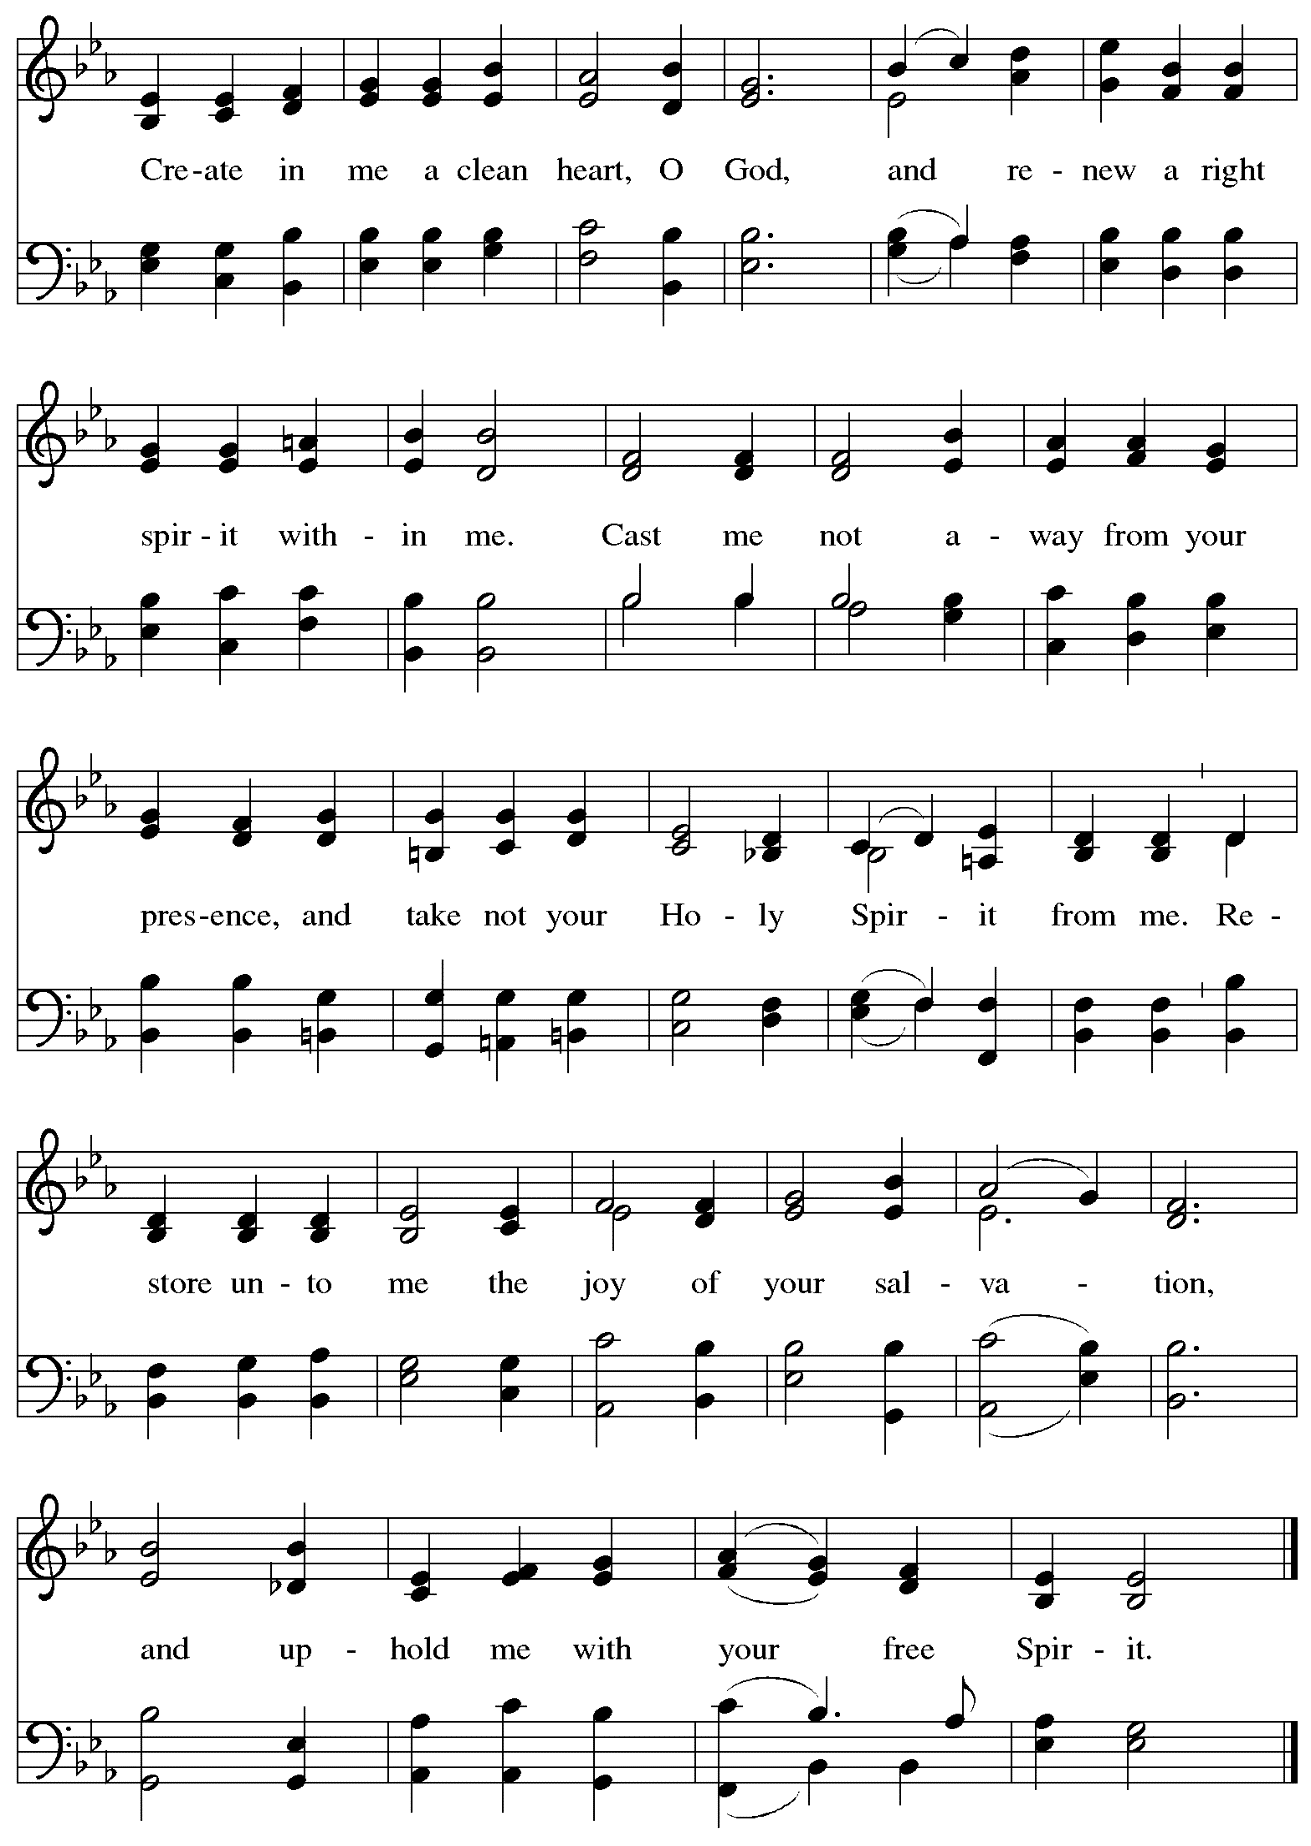 Cre-ate in me a clean heart, O God, and re - new a right
spir - it with - in me. Cast me not a - way from your
pres-ence, and take not your Ho - ly Spir - it from me. Re -
store un - to me the joy of your sal - va - tion,
and up - hold me with your free Spir - it.